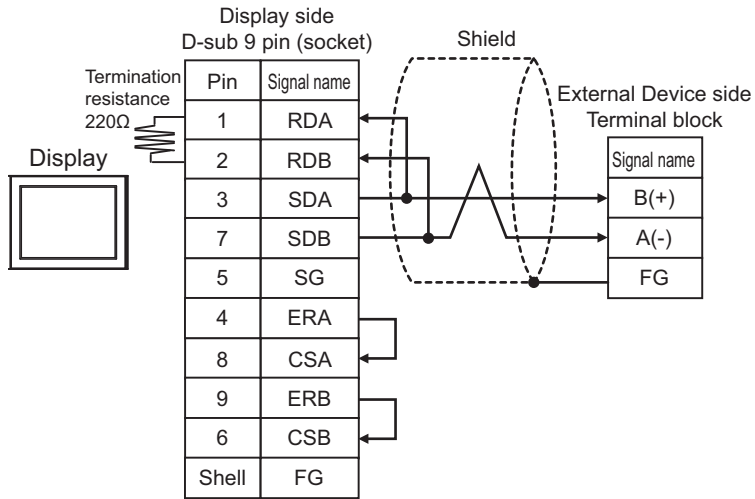 Display side
D-sub 9 pin (socket)
Shield
Termination
resistance
220Ω
Display
Pin Signal name
1 RDA
2 RDB
3 SDA
7 SDB
5 SG
4 ERA
8 CSA
9 ERB
6 CSB
Shell FG
External Device side
Terminal block
Signal name
B(+)
A(-)
FG